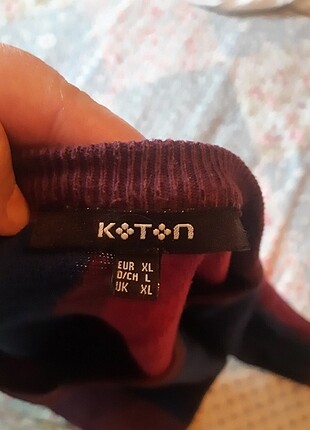 KOTON
EUR XL
D/CH L
UK XL